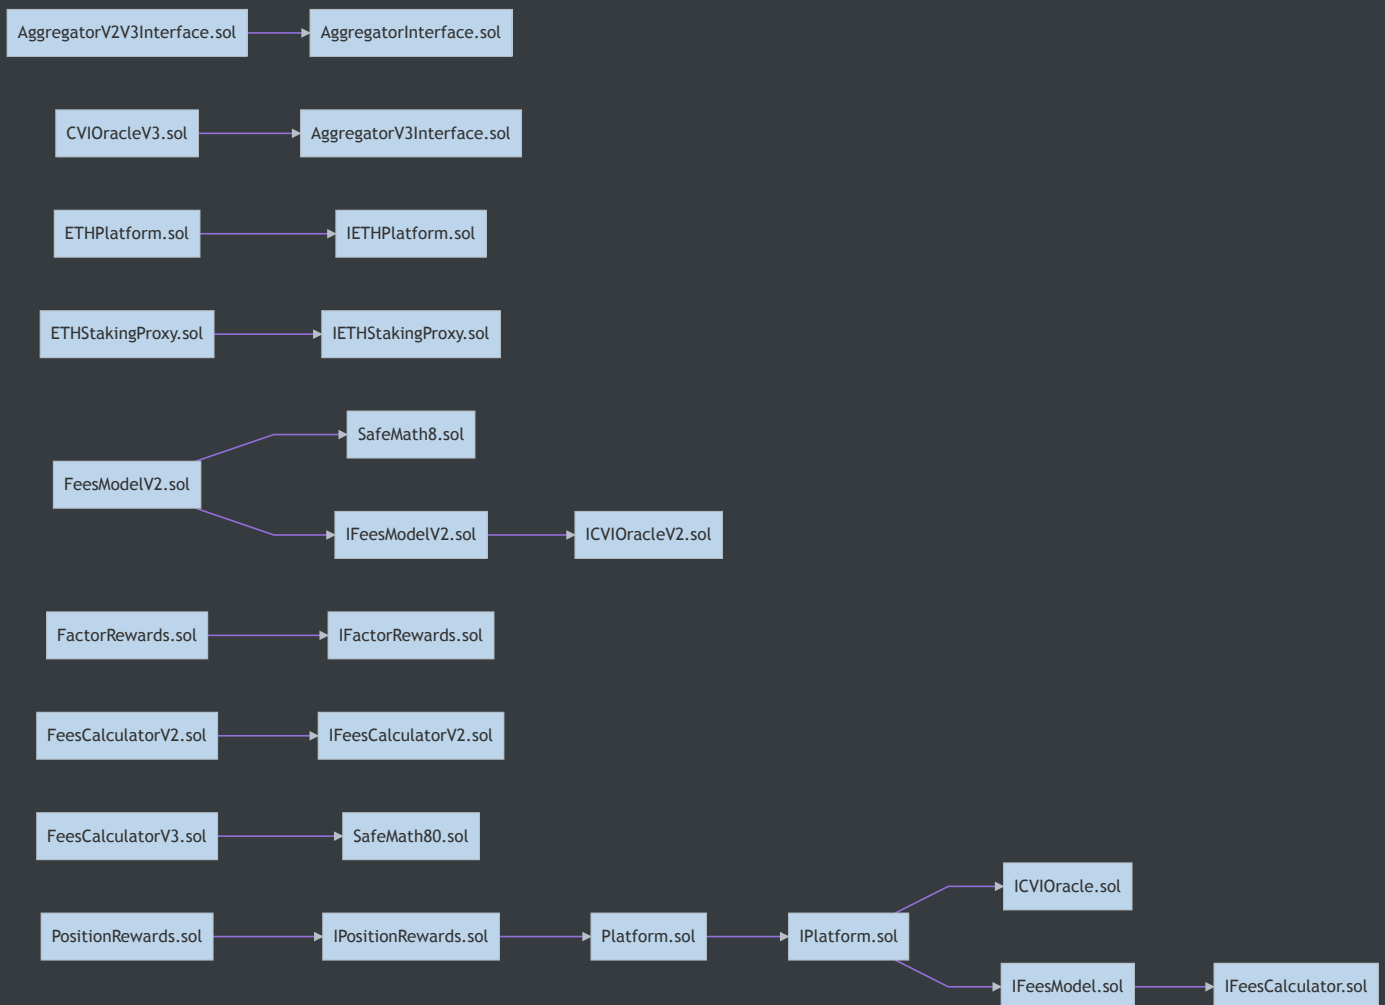 AggregatorV2V3Interface.sol
AggregatorInterface.sol
CVIOracleV3.sol
AggregatorV3Interface.sol
ETHPlatform.sol
IETHPlatform.sol
ETHStakingProxy.sol
IETHStakingProxy.sol
SafeMath8.sol
FeesModelV2.sol
IFeesModelV2.sol
ICVIOracleV2.sol
FactorRewards.sol
IFactorRewards.sol
FeesCalculatorV2.sol
IFeesCalculatorV2.sol
FeesCalculatorV3.sol
SafeMath80.sol
ICVIOracle.sol
PositionRewards.sol
IPositionRewards.sol
Platform.sol
IPlatform.sol
IFeesModel.sol
IFeesCalculator.sol